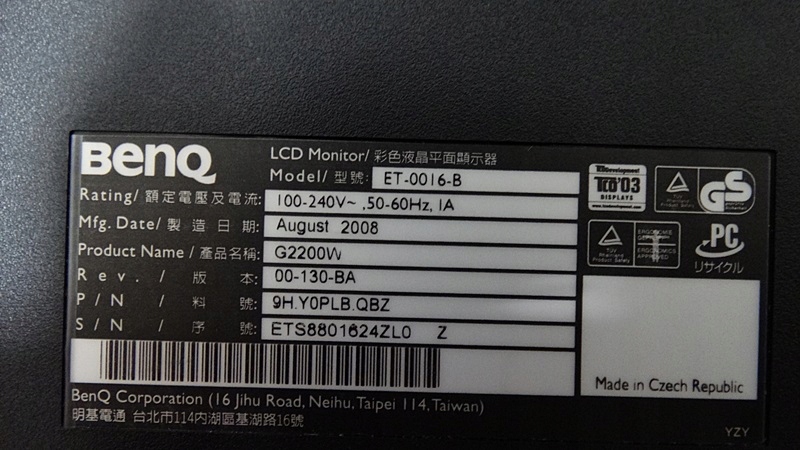 BenQ
LCD Monitor/彩色液晶平面顯示器
Model/型號: ET-0016-B
Rating/額定電壓及電流: 100-240V~ .50-60Hz, 1A
Mfg. Date/製造日期: August 2008
Product Name/產品名稱: G2200W
Rev./版本: 00-130-BA
P/N/料號: 9H.Y0PLB.QBZ
S/N/序號: ETS8801624ZL0 Z
BenQ Corporation (16 Jihu Road, Neihu, Taipei 114, Taiwan)
明基電通 台北市114內湖區基湖路16號
TCO'03
DISPLAYS
GS
PC
リサイクル
Made in Czech Republic
YZY